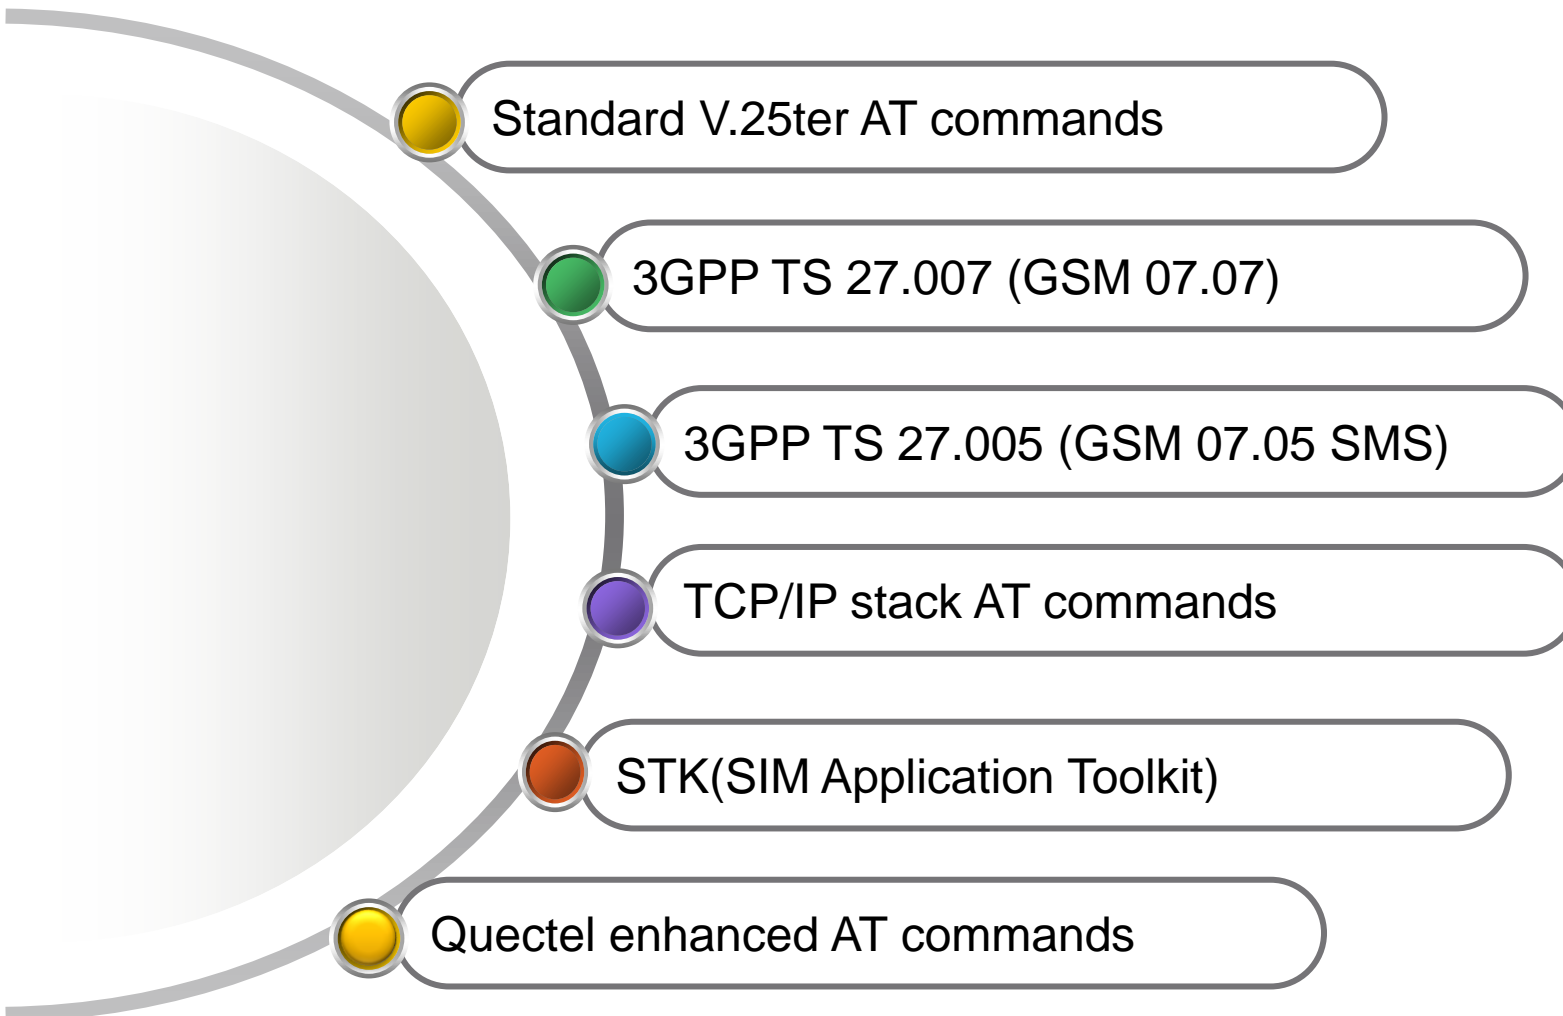 Standard V.25ter AT commands
3GPP TS 27.007 (GSM 07.07)
3GPP TS 27.005 (GSM 07.05 SMS)
TCP/IP stack AT commands
STK(SIM Application Toolkit)
Quectel enhanced AT commands